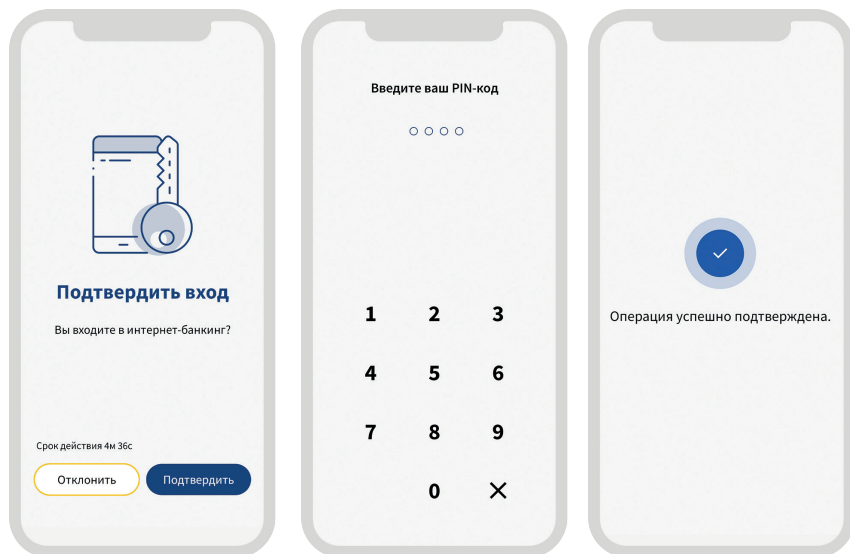 Подтвердить вход
Вы входите в интернет-банкинг?
Срок действия 4м 36с
Отклонить
Подтвердить
Введите ваш PIN-код
1 2 3
4 5 6
7 8 9
0
Операция успешно подтверждена.